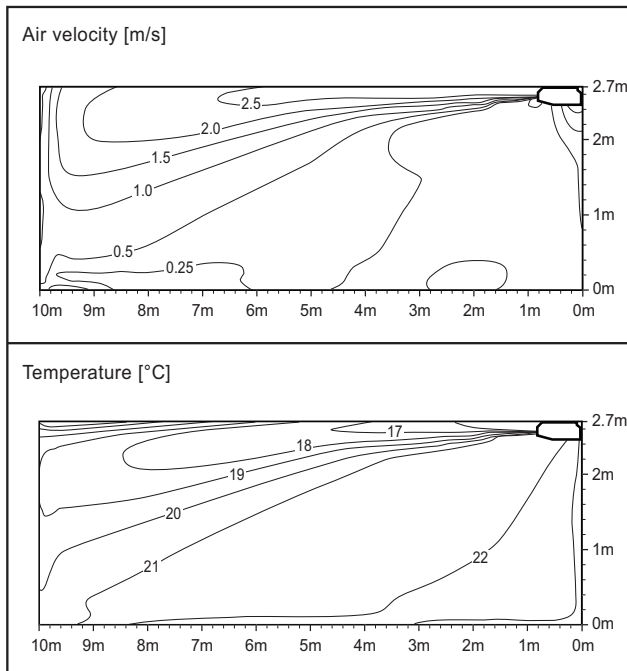 Air velocity [m/s]
2.7m
2.5
2.0
2m
1.5
1.0
1m
0.5
0.25
0m
10m 9m 8m 7m 6m 5m 4m 3m 2m 1m 0m
Temperature [°C]
2.7m
17
18
2m
19
20
1m
21
22
0m
10m 9m 8m 7m 6m 5m 4m 3m 2m 1m 0m